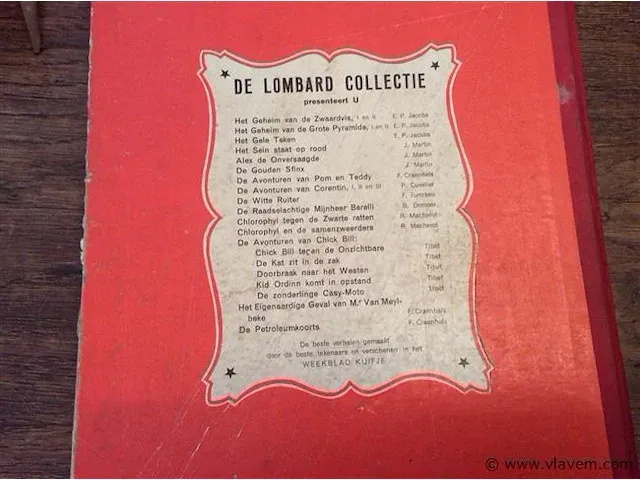 DE LOMBARD COLLECTIE
presenteert U
Het Geheim van de Zwaardvis, I en II E. P. Jacobs
Het Geheim van de Grote Pyramide, I en II E. P. Jacobs
Het Gele Teken E. P. Jacobs
Het Sein staat op rood J. Martin
Alex de Onversaagde J. Martin
De Gouden Sfinx J. Martin
De Avonturen van Pom en Teddy F. Craenhals
De Avonturen van Corentin, I, II en III P. Cuvelier
De Witte Ruiter F. Funcken
De Raadselachtige Mijnheer Barelli B. De Moor
Chlorophyl tegen de Zwarte ratten R. Macherot
Chlorophyl en de samenzweerders R. Macherot
De Avonturen van Chick Bill:
Chick Bill tegen de Onzichtbare Tibet
De Kat zit in de zak Tibet
Doorbraak naar het Westen Tibet
Kid Ordinn komt in opstand Tibet
De zonderlinge Casy-Moto Tibet
Het Eigenaardige Geval van Mr Van Meyl-
beke F. Craenhals
De Petroleumkoorts F. Craenhals
De beste verhalen gemaakt
door de beste tekenaars en verschenen in het
WEEKBLAD KUIFJE
© www.vlavem.com